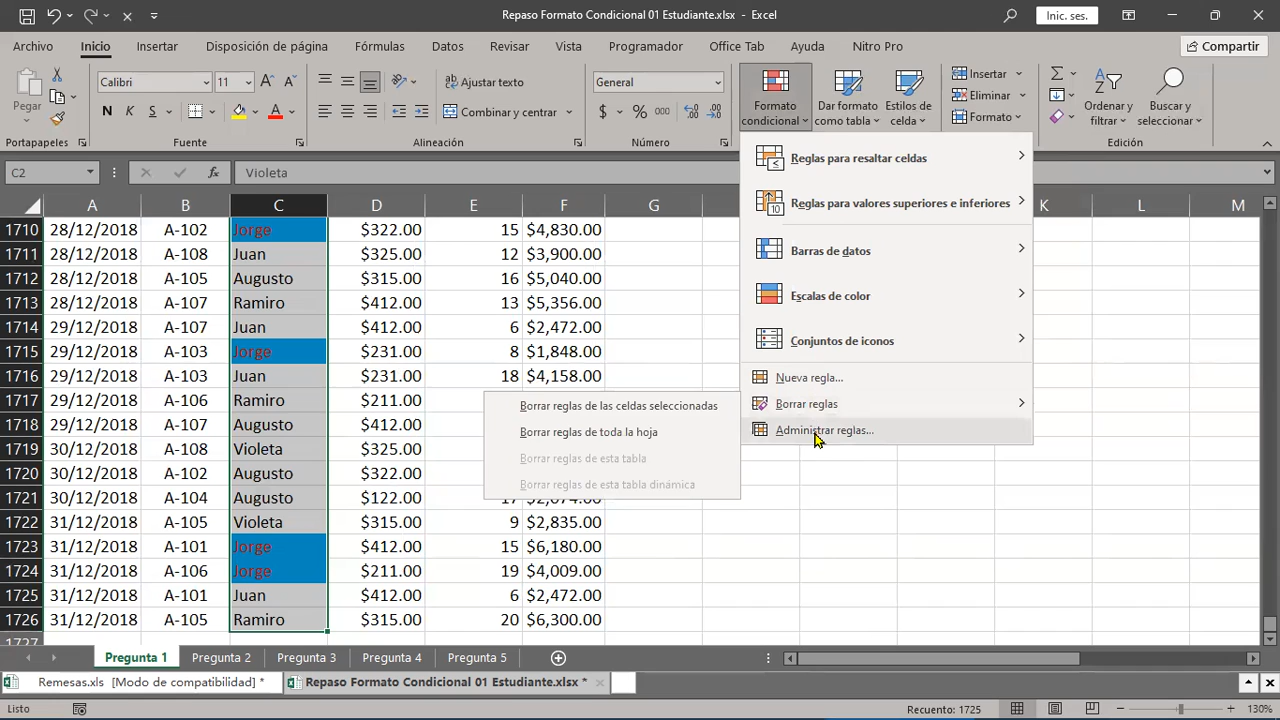 Repaso Formato Condicional 01 Estudiante.xlsx - Excel
Inic. ses.
Archivo Inicio Insertar Disposición de página Fórmulas Datos Revisar Vista Programador Office Tab Ayuda Nitro Pro Compartir
Pegar
Calibri 11
N K S
Ajustar texto
Combinar y centrar
General
$ % 000
Formato condicional
Dar formato como tabla
Estilos de celda
Insertar
Eliminar
Formato
Ordenar y filtrar
Buscar y seleccionar
Portapapeles Fuente Alineación Número Edición
C2 fx Violeta
A B C D E F G K L M
1710 28/12/2018 A-102 Jorge $322.00 15 $4,830.00
1711 28/12/2018 A-108 Juan $325.00 12 $3,900.00
1712 28/12/2018 A-105 Augusto $315.00 16 $5,040.00
1713 28/12/2018 A-107 Ramiro $412.00 13 $5,356.00
1714 29/12/2018 A-107 Juan $412.00 6 $2,472.00
1715 29/12/2018 A-103 Jorge $231.00 8 $1,848.00
1716 29/12/2018 A-103 Juan $231.00 18 $4,158.00
1717 29/12/2018 A-106 Ramiro $211.00
1718 29/12/2018 A-107 Augusto $412.00
1719 30/12/2018 A-108 Violeta $325.00
1720 30/12/2018 A-102 Augusto $322.00
1721 30/12/2018 A-104 Augusto $122.00 17 $2,074.00
1722 31/12/2018 A-105 Violeta $315.00 9 $2,835.00
1723 31/12/2018 A-101 Jorge $412.00 15 $6,180.00
1724 31/12/2018 A-106 Jorge $211.00 19 $4,009.00
1725 31/12/2018 A-101 Juan $412.00 6 $2,472.00
1726 31/12/2018 A-105 Ramiro $315.00 20 $6,300.00
1727
Reglas para resaltar celdas
Reglas para valores superiores e inferiores
Barras de datos
Escalas de color
Conjuntos de iconos
Nueva regla...
Borrar reglas
Administrar reglas...
Borrar reglas de las celdas seleccionadas
Borrar reglas de toda la hoja
Borrar reglas de esta tabla
Borrar reglas de esta tabla dinámica
Pregunta 1 Pregunta 2 Pregunta 3 Pregunta 4 Pregunta 5
Remesas.xls [Modo de compatibilidad] * Repaso Formato Condicional 01 Estudiante.xlsx *
Listo Recuento: 1725 130%